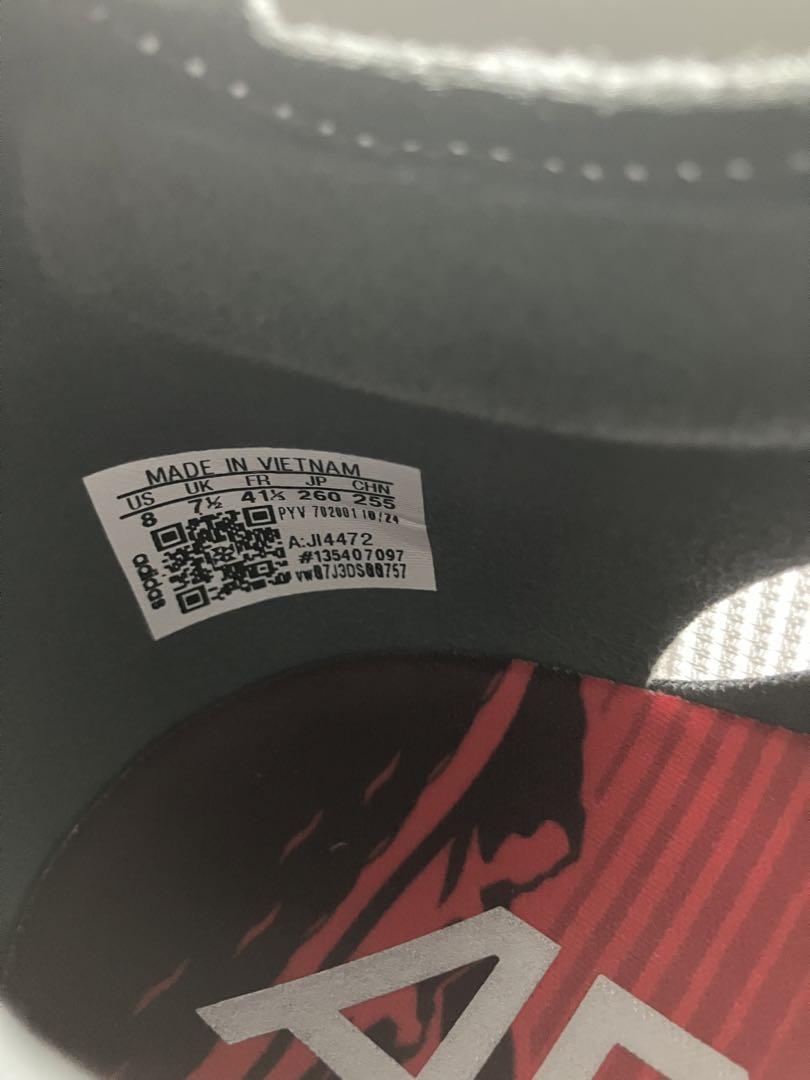 MADE IN VIETNAM
US UK FR JP CHN
8 7½ 41⅓ 260 255
PYV 702001 10/24
A:JI4472
#135407097
adidas